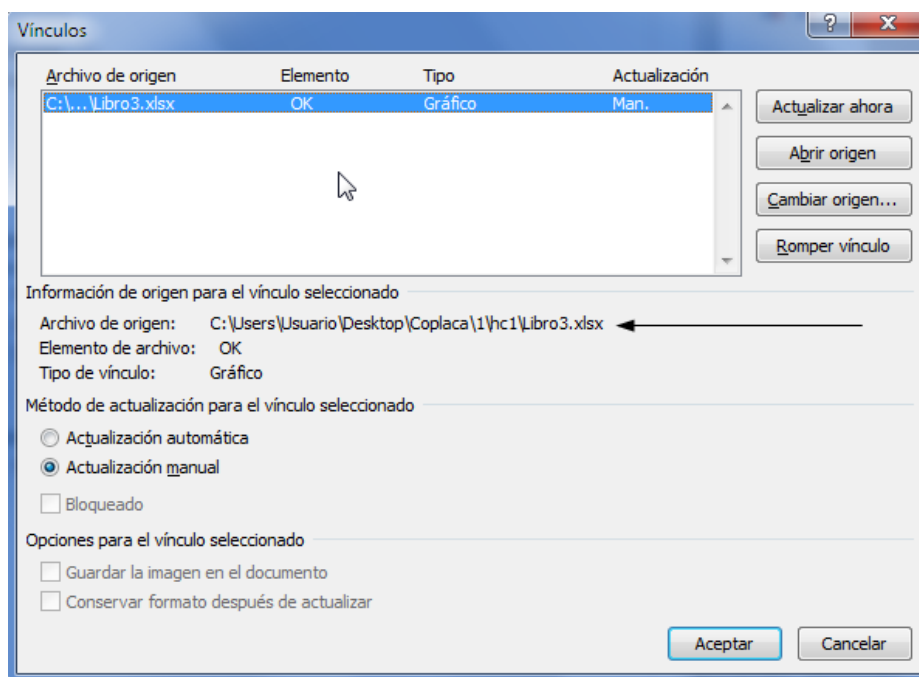 Vínculos
Archivo de origen Elemento Tipo Actualización
C:\...\Libro3.xlsx OK Gráfico Man.
Actualizar ahora
Abrir origen
Cambiar origen...
Romper vínculo
Información de origen para el vínculo seleccionado
Archivo de origen: C:\Users\Usuario\Desktop\Coplaca\1\hc1\Libro3.xlsx
Elemento de archivo: OK
Tipo de vínculo: Gráfico
Método de actualización para el vínculo seleccionado
Actualización automática
Actualización manual
Bloqueado
Opciones para el vínculo seleccionado
Guardar la imagen en el documento
Conservar formato después de actualizar
Aceptar Cancelar